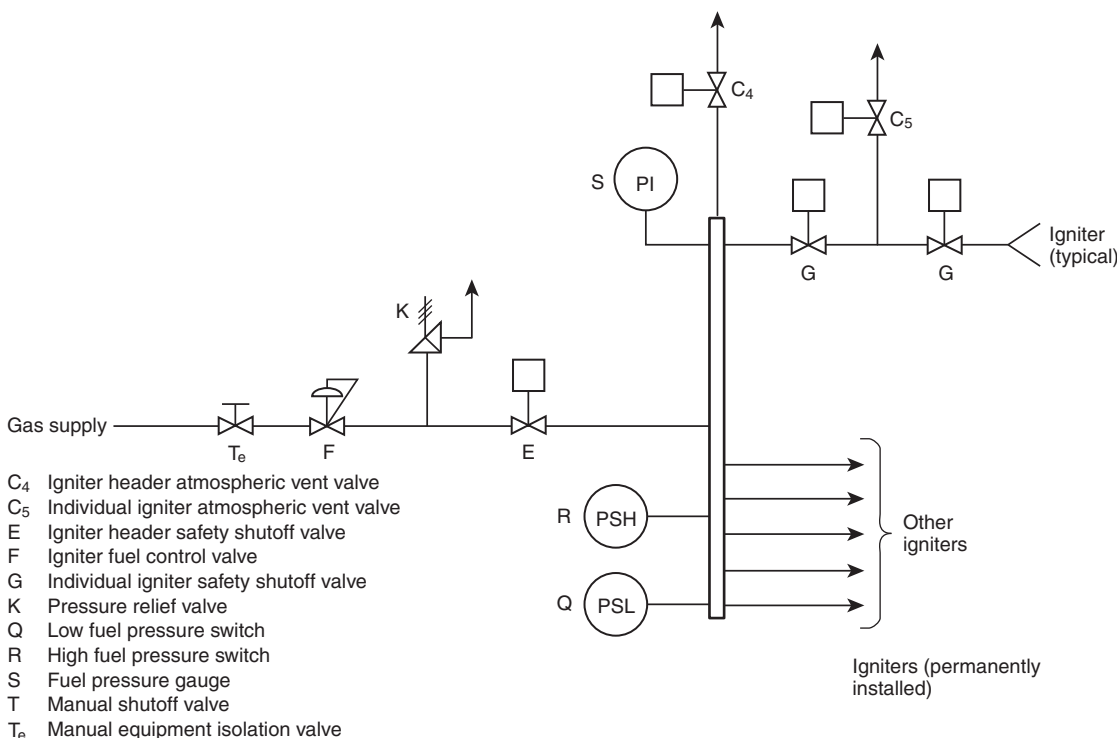 C4
C5
S
PI
G
G
Igniter
(typical)
K
Gas supply
Te
F
E
C4 Igniter header atmospheric vent valve
C5 Individual igniter atmospheric vent valve
E Igniter header safety shutoff valve
F Igniter fuel control valve
G Individual igniter safety shutoff valve
K Pressure relief valve
Q Low fuel pressure switch
R High fuel pressure switch
S Fuel pressure gauge
T Manual shutoff valve
Te Manual equipment isolation valve
R
PSH
Q
PSL
Other
igniters
Igniters (permanently
installed)